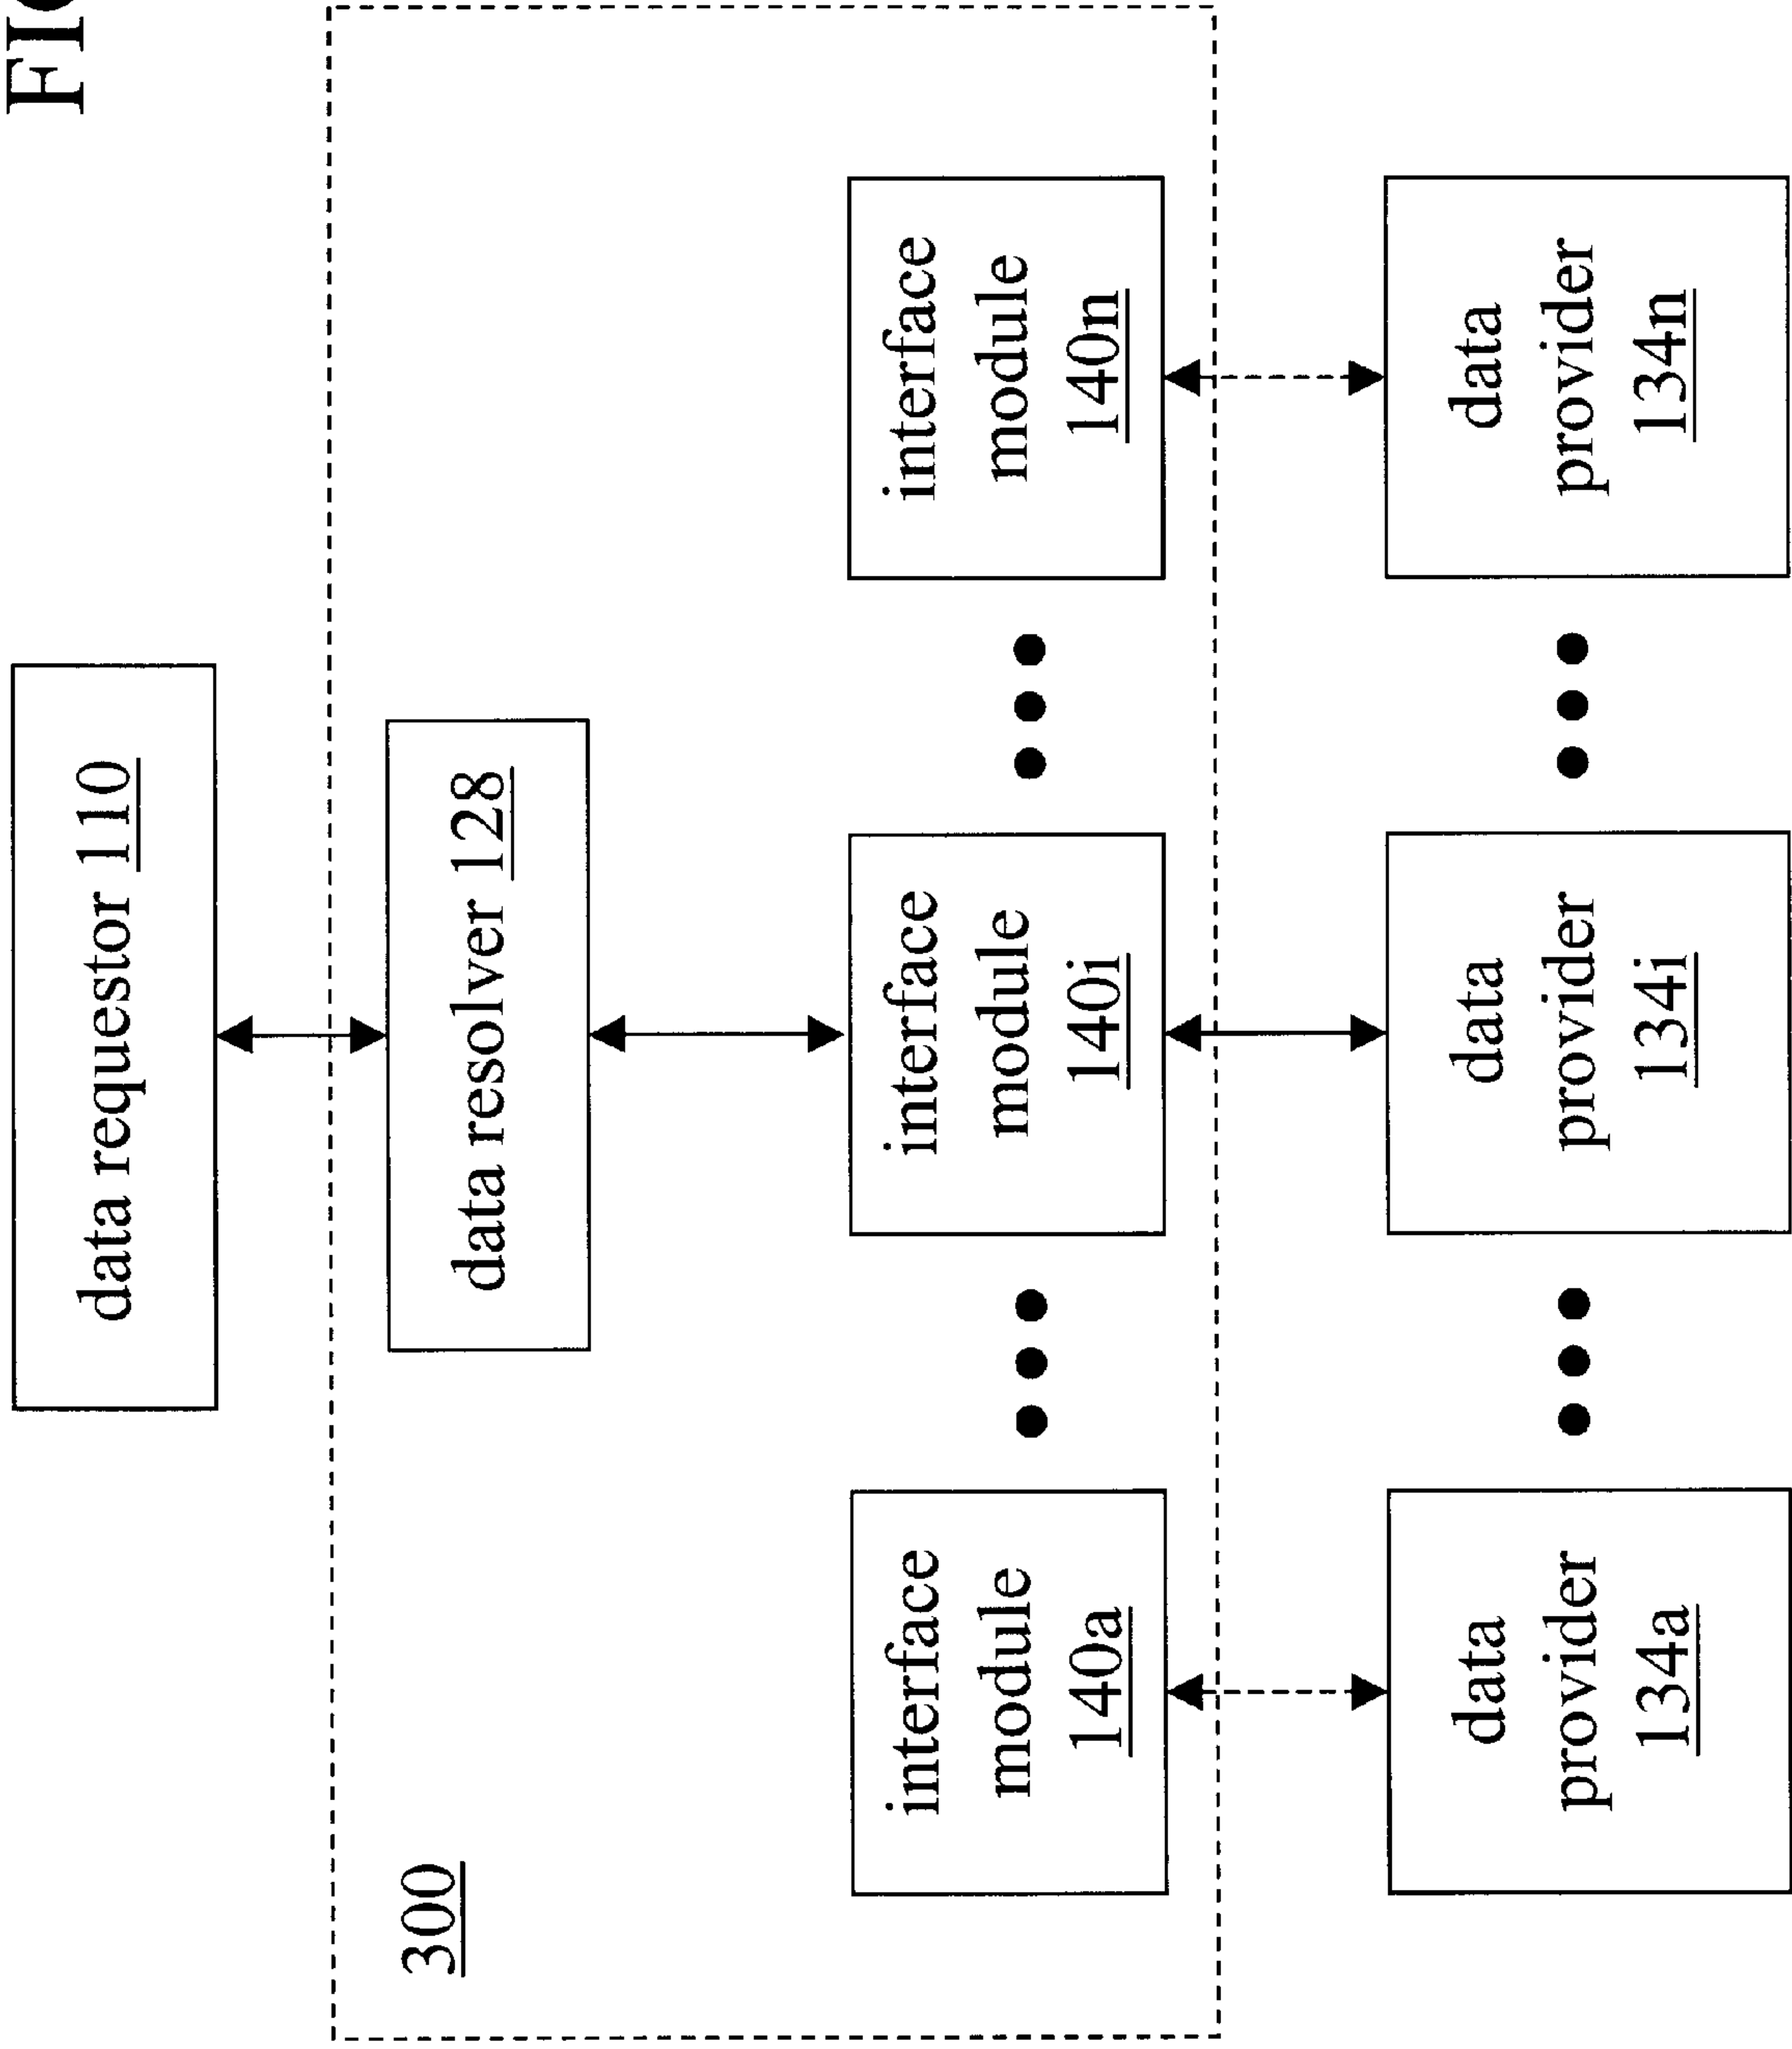 FIG
data requestor 110
300
data resolver 128
interface
module
140a
interface
module
140i
interface
module
140n
data
provider
134a
data
provider
134i
data
provider
134n